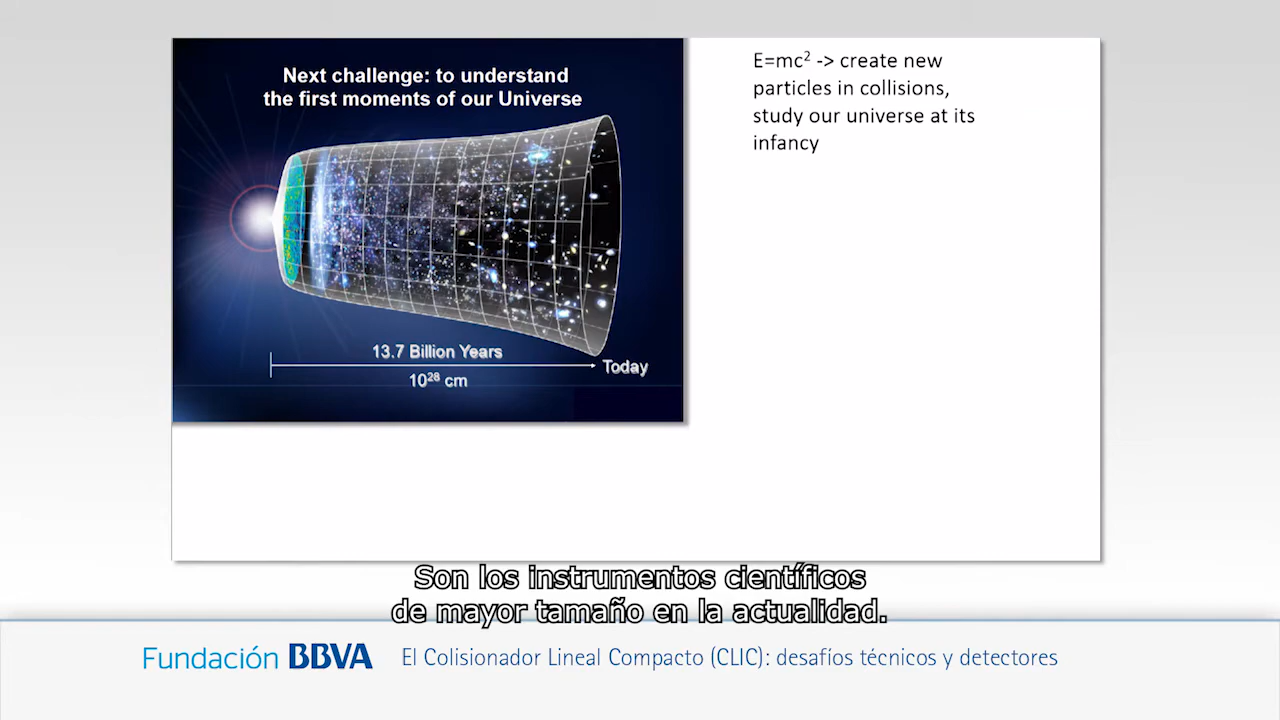 Next challenge: to understand
the first moments of our Universe
13.7 Billion Years
10²⁸ cm
Today
E=mc² -> create new
particles in collisions,
study our universe at its
infancy
Son los instrumentos científicos
de mayor tamaño en la actualidad.
Fundación BBVA
El Colisionador Lineal Compacto (CLIC): desafíos técnicos y detectores